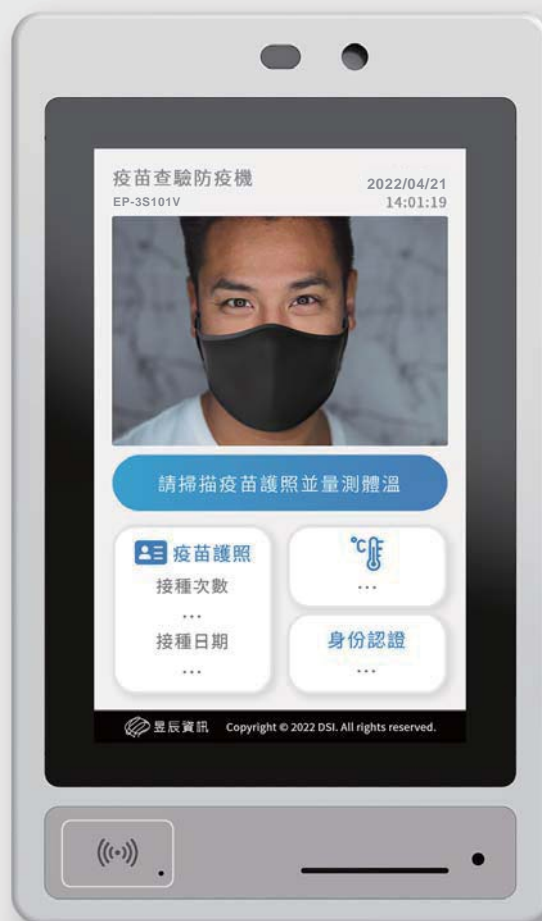 疫苗查驗防疫機
2022/04/21
EP-3S101V
14:01:19
請掃描疫苗護照並量測體溫
疫苗護照
接種次數
...
接種日期
...
°C
...
身份認證
...
昱辰資訊 Copyright © 2022 DSI. All rights reserved.